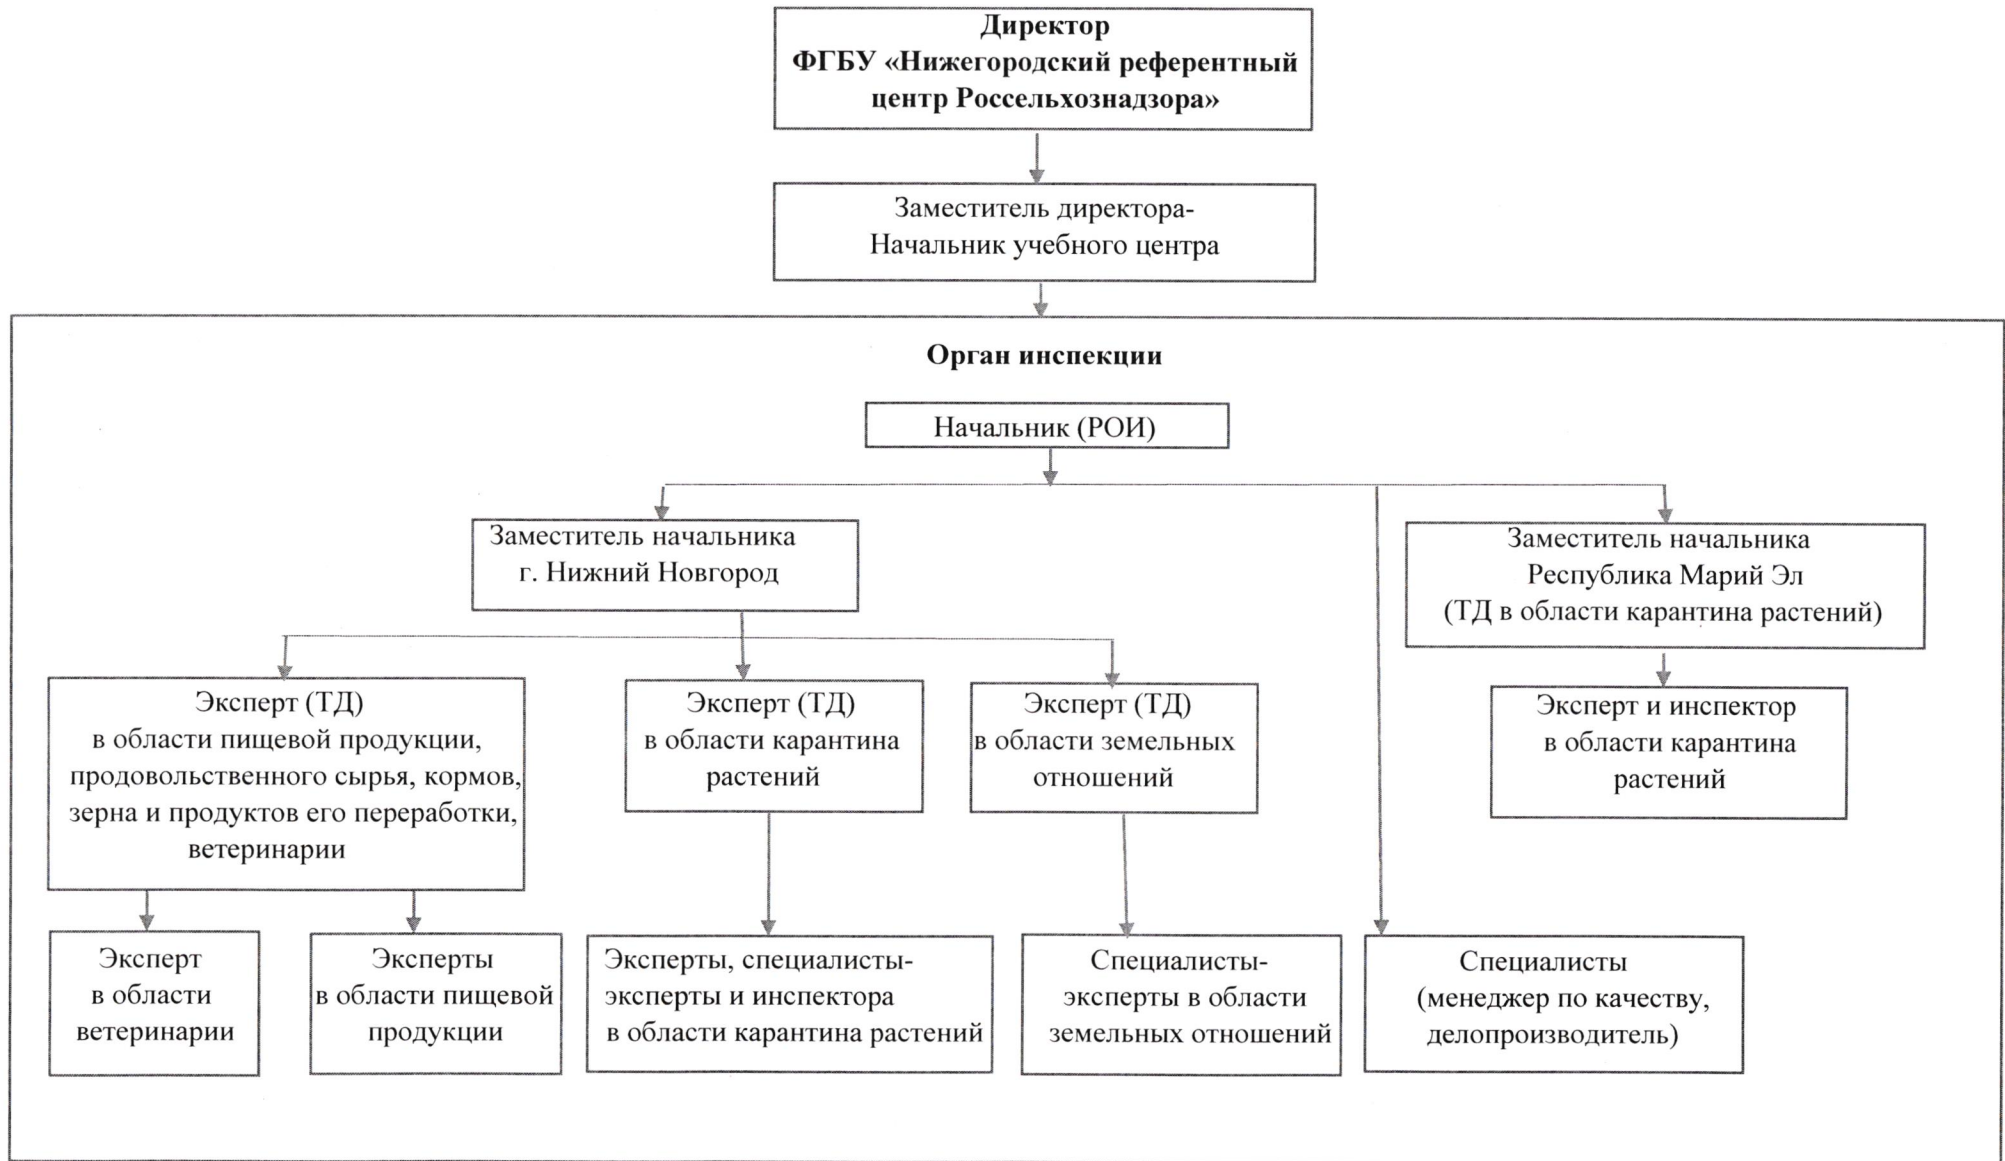 Директор
ФГБУ «Нижегородский референтный
центр Россельхознадзора»
Заместитель директора-
Начальник учебного центра
Орган инспекции
Начальник (РОИ)
Заместитель начальника
г. Нижний Новгород
Заместитель начальника
Республика Марий Эл
(ТД в области карантина растений)
Эксперт (ТД)
в области пищевой продукции,
продовольственного сырья, кормов,
зерна и продуктов его переработки,
ветеринарии
Эксперт (ТД)
в области карантина
растений
Эксперт (ТД)
в области земельных
отношений
Эксперт и инспектор
в области карантина
растений
Эксперт
в области
ветеринарии
Эксперты
в области пищевой
продукции
Эксперты, специалисты-
эксперты и инспектора
в области карантина растений
Специалисты-
эксперты в области
земельных отношений
Специалисты
(менеджер по качеству,
делопроизводитель)